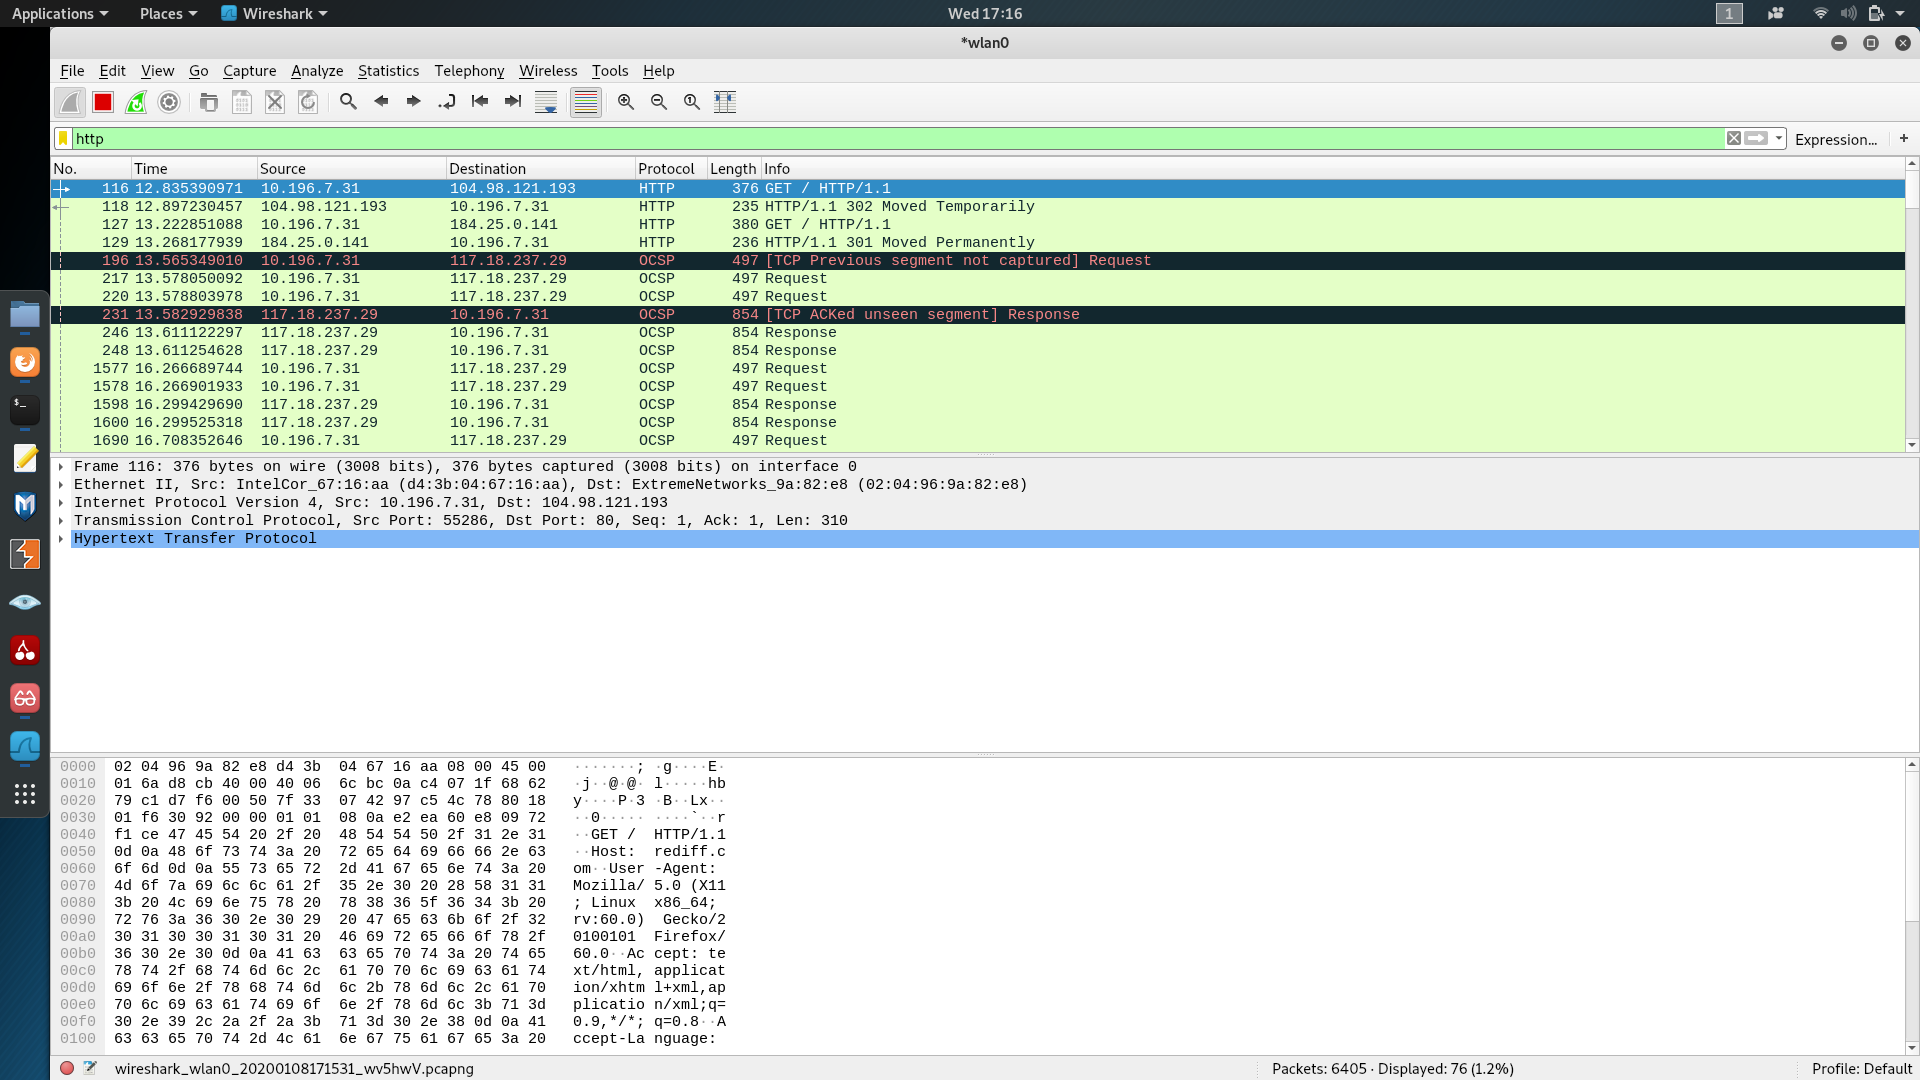 Applications Places Wireshark Wed 17:16 1
*wlan0
File Edit View Go Capture Analyze Statistics Telephony Wireless Tools Help
http Expression... +
No. Time Source Destination Protocol Length Info
116 12.835390971 10.196.7.31 104.98.121.193 HTTP 376 GET / HTTP/1.1
118 12.897230457 104.98.121.193 10.196.7.31 HTTP 235 HTTP/1.1 302 Moved Temporarily
127 13.222851088 10.196.7.31 184.25.0.141 HTTP 380 GET / HTTP/1.1
129 13.268177939 184.25.0.141 10.196.7.31 HTTP 236 HTTP/1.1 301 Moved Permanently
196 13.565349010 10.196.7.31 117.18.237.29 OCSP 497 [TCP Previous segment not captured] Request
217 13.578050092 10.196.7.31 117.18.237.29 OCSP 497 Request
220 13.578803978 10.196.7.31 117.18.237.29 OCSP 497 Request
231 13.582929838 117.18.237.29 10.196.7.31 OCSP 854 [TCP ACKed unseen segment] Response
246 13.611122297 117.18.237.29 10.196.7.31 OCSP 854 Response
248 13.611254628 117.18.237.29 10.196.7.31 OCSP 854 Response
1577 16.266689744 10.196.7.31 117.18.237.29 OCSP 497 Request
1578 16.266901933 10.196.7.31 117.18.237.29 OCSP 497 Request
1598 16.299429690 117.18.237.29 10.196.7.31 OCSP 854 Response
1600 16.299525318 117.18.237.29 10.196.7.31 OCSP 854 Response
1690 16.708352646 10.196.7.31 117.18.237.29 OCSP 497 Request
Frame 116: 376 bytes on wire (3008 bits), 376 bytes captured (3008 bits) on interface 0
Ethernet II, Src: IntelCor_67:16:aa (d4:3b:04:67:16:aa), Dst: ExtremeNetworks_9a:82:e8 (02:04:96:9a:82:e8)
Internet Protocol Version 4, Src: 10.196.7.31, Dst: 104.98.121.193
Transmission Control Protocol, Src Port: 55286, Dst Port: 80, Seq: 1, Ack: 1, Len: 310
Hypertext Transfer Protocol
0000 02 04 96 9a 82 e8 d4 3b 04 67 16 aa 08 00 45 00 ·······; ·g····E·
0010 01 6a d8 cb 40 00 40 06 6c bc 0a c4 07 1f 68 62 ·j··@·@· l·····hb
0020 79 c1 d7 f6 00 50 7f 33 07 42 97 c5 4c 78 80 18 y····P·3 ·B··Lx··
0030 01 f6 30 92 00 00 01 01 08 0a e2 ea 60 e8 09 72 ··0····· ····`··r
0040 f1 ce 47 45 54 20 2f 20 48 54 54 50 2f 31 2e 31 ··GET / HTTP/1.1
0050 0d 0a 48 6f 73 74 3a 20 72 65 64 69 66 66 2e 63 ··Host: rediff.c
0060 6f 6d 0d 0a 55 73 65 72 2d 41 67 65 6e 74 3a 20 om··User -Agent:
0070 4d 6f 7a 69 6c 6c 61 2f 35 2e 30 20 28 58 31 31 Mozilla/ 5.0 (X11
0080 3b 20 4c 69 6e 75 78 20 78 38 36 5f 36 34 3b 20 ; Linux x86_64;
0090 72 76 3a 36 30 2e 30 29 20 47 65 63 6b 6f 2f 32 rv:60.0) Gecko/2
00a0 30 31 30 30 31 30 31 20 46 69 72 65 66 6f 78 2f 0100101 Firefox/
00b0 36 30 2e 30 0d 0a 41 63 63 65 70 74 3a 20 74 65 60.0··Ac cept: te
00c0 78 74 2f 68 74 6d 6c 2c 61 70 70 6c 69 63 61 74 xt/html, applicat
00d0 69 6f 6e 2f 78 68 74 6d 6c 2b 78 6d 6c 2c 61 70 ion/xhtm l+xml,ap
00e0 70 6c 69 63 61 74 69 6f 6e 2f 78 6d 6c 3b 71 3d plicatio n/xml;q=
00f0 30 2e 39 2c 2a 2f 2a 3b 71 3d 30 2e 38 0d 0a 41 0.9,*/*; q=0.8··A
0100 63 63 65 70 74 2d 4c 61 6e 67 75 61 67 65 3a 20 ccept-La nguage:
wireshark_wlan0_20200108171531_wv5hwV.pcapng Packets: 6405 · Displayed: 76 (1.2%) Profile: Default